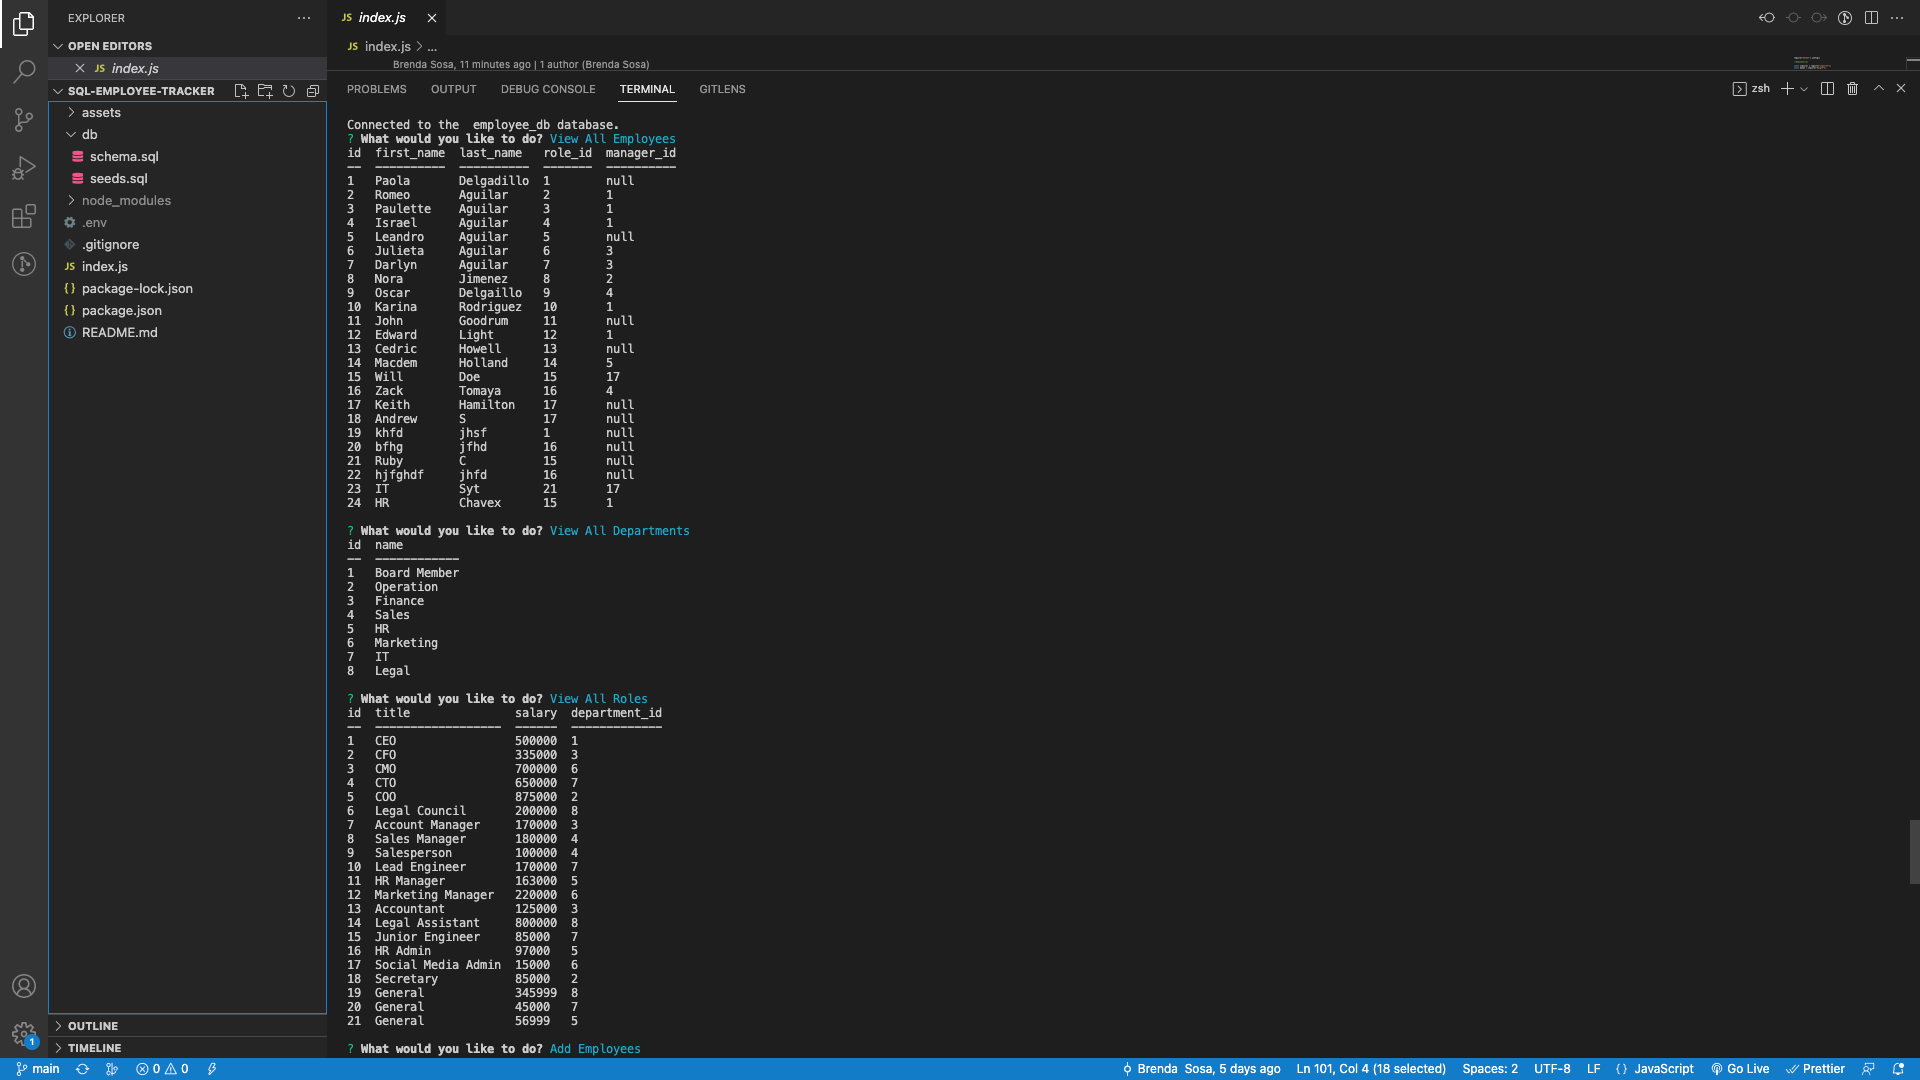 EXPLORER
OPEN EDITORS
JS index.js
SQL-EMPLOYEE-TRACKER
assets
db
schema.sql
seeds.sql
node_modules
.env
.gitignore
JS index.js
{} package-lock.json
{} package.json
README.md
OUTLINE
TIMELINE
1
JS index.js
JS index.js > ...
Brenda Sosa, 11 minutes ago | 1 author (Brenda Sosa)
PROBLEMS OUTPUT DEBUG CONSOLE TERMINAL GITLENS
zsh
Connected to the  employee_db database.
? What would you like to do? View All Employees
id  first_name  last_name   role_id  manager_id
--  ----------  ----------  -------  ----------
1   Paola       Delgadillo  1        null
2   Romeo       Aguilar     2        1
3   Paulette    Aguilar     3        1
4   Israel      Aguilar     4        1
5   Leandro     Aguilar     5        null
6   Julieta     Aguilar     6        3
7   Darlyn      Aguilar     7        3
8   Nora        Jimenez     8        2
9   Oscar       Delgaillo   9        4
10  Karina      Rodriguez   10       1
11  John        Goodrum     11       null
12  Edward      Light       12       1
13  Cedric      Howell      13       null
14  Macdem      Holland     14       5
15  Will        Doe         15       17
16  Zack        Tomaya      16       4
17  Keith       Hamilton    17       null
18  Andrew      S           17       null
19  khfd        jhsf        1        null
20  bfhg        jfhd        16       null
21  Ruby        C           15       null
22  hjfghdf     jhfd        16       null
23  IT          Syt         21       17
24  HR          Chavex      15       1
? What would you like to do? View All Departments
id  name
--  ------------
1   Board Member
2   Operation
3   Finance
4   Sales
5   HR
6   Marketing
7   IT
8   Legal
? What would you like to do? View All Roles
id  title               salary  department_id
--  ------------------  ------  -------------
1   CEO                 500000  1
2   CFO                 335000  3
3   CMO                 700000  6
4   CTO                 650000  7
5   COO                 875000  2
6   Legal Council       200000  8
7   Account Manager     170000  3
8   Sales Manager       180000  4
9   Salesperson         100000  4
10  Lead Engineer       170000  7
11  HR Manager          163000  5
12  Marketing Manager   220000  6
13  Accountant          125000  3
14  Legal Assistant     800000  8
15  Junior Engineer     85000   7
16  HR Admin            97000   5
17  Social Media Admin  15000   6
18  Secretary           85000   2
19  General             345999  8
20  General             45000   7
21  General             56999   5
? What would you like to do? Add Employees
main 0 0 Brenda Sosa, 5 days ago Ln 101, Col 4 (18 selected) Spaces: 2 UTF-8 LF {} JavaScript Go Live Prettier